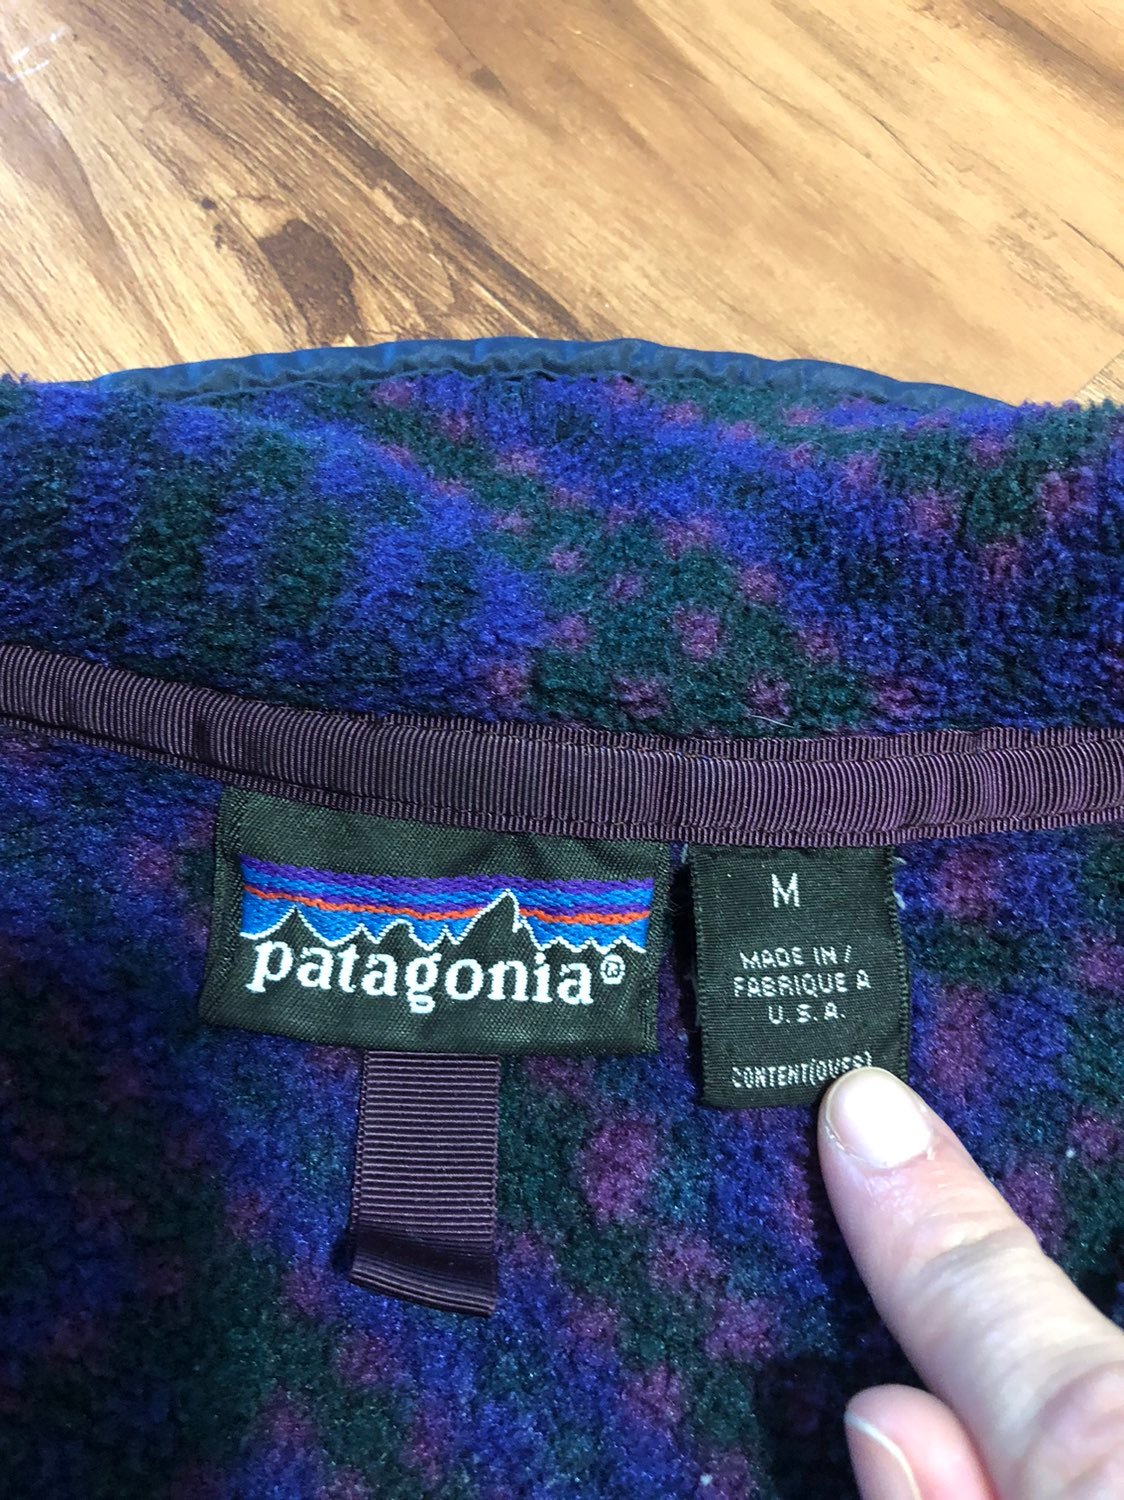 patagonia®
M
MADE IN/
FABRIQUE A
U.S.A.
CONTENT(OVER)